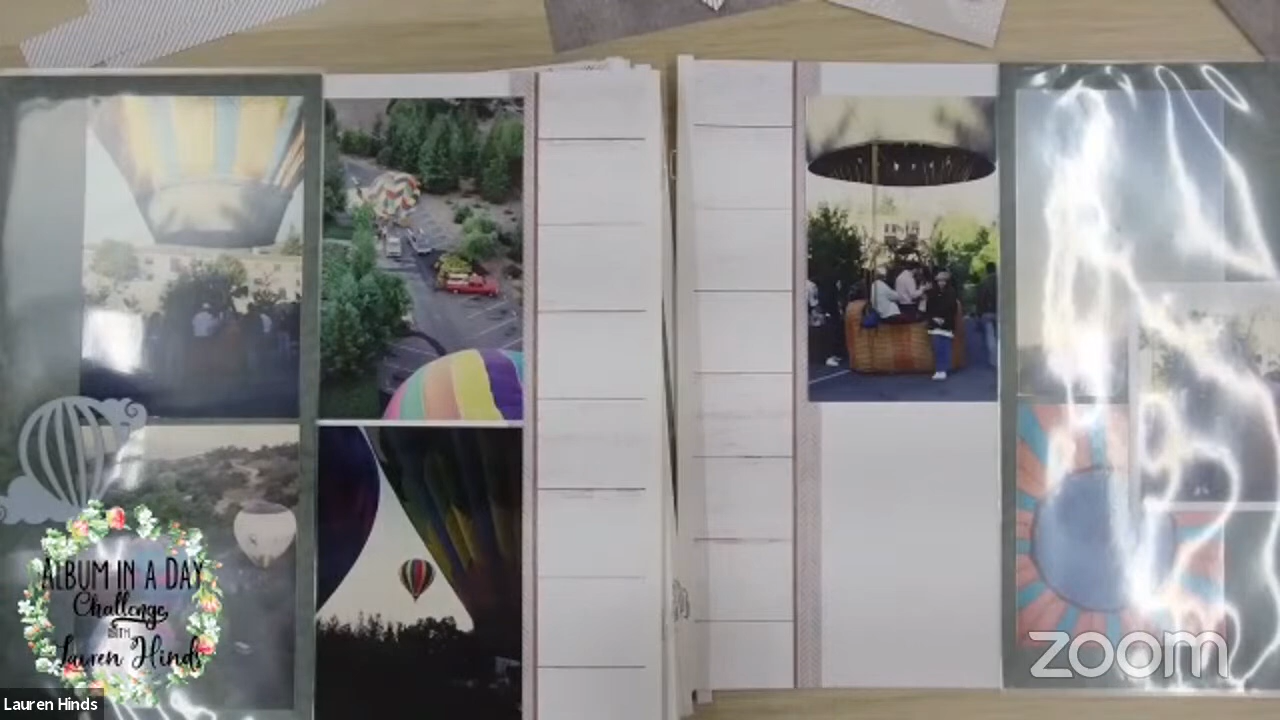 ALBUM IN A DAY
Challenge
WITH
Lauren Hinds
Lauren Hinds
zoom